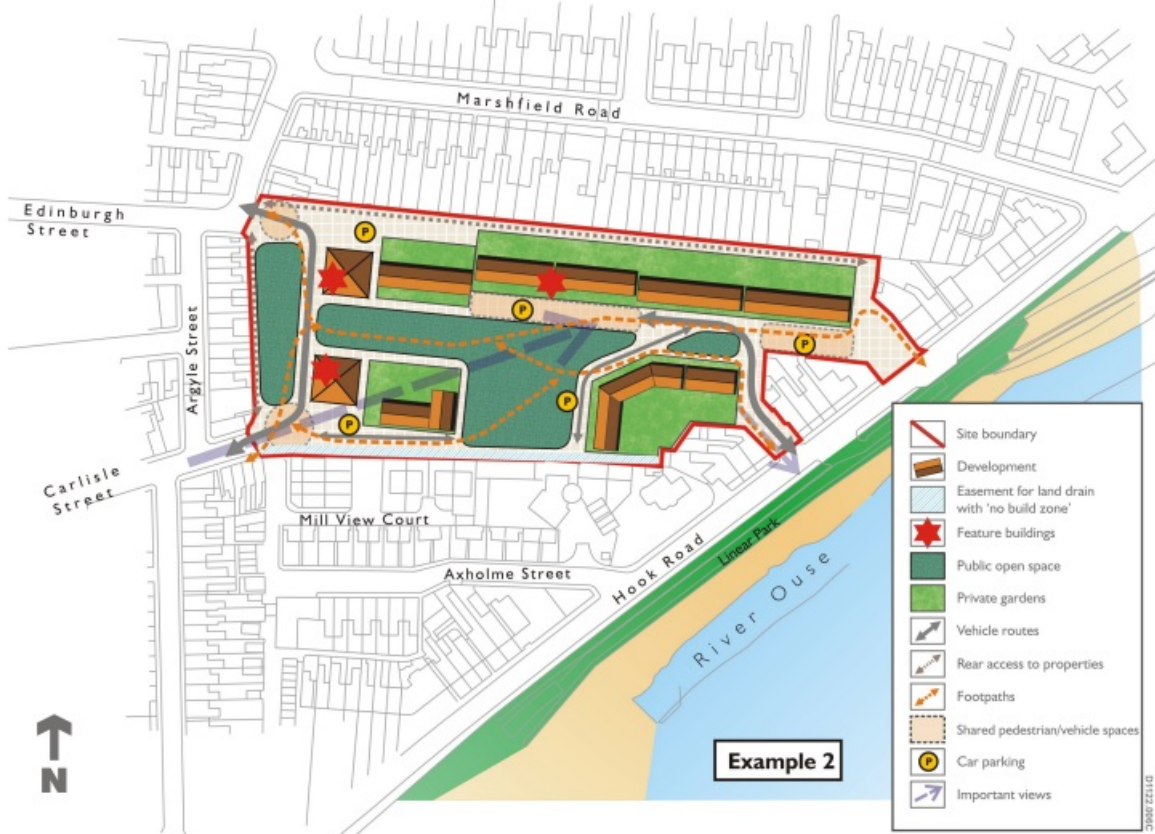 Marshfield Road
Edinburgh
Street
Argyle Street
P
P
P
P
P
Carlisle
Street
Mill View Court
Axholme Street
Hook Road
Linear Park
River Ouse
N
Example 2
Site boundary
Development
Easement for land drain
with 'no build zone'
Feature buildings
Public open space
Private gardens
Vehicle routes
Rear access to properties
Footpaths
Shared pedestrian/vehicle spaces
P
Car parking
Important views
D1122.006C